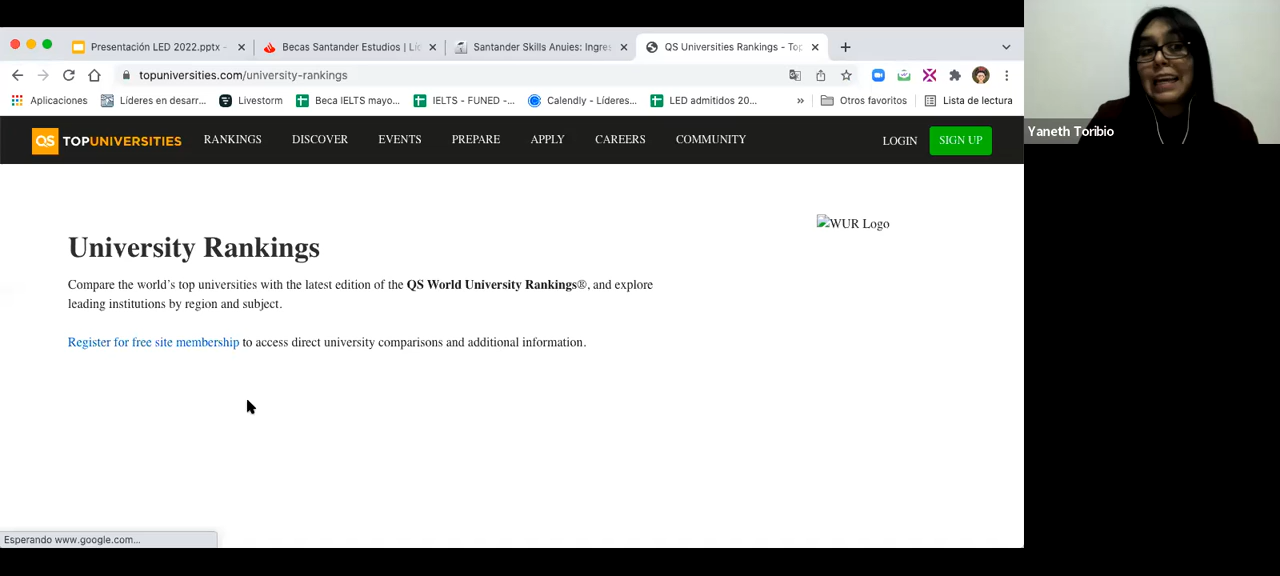 Presentación LED 2022.pptx -
Becas Santander Estudios | Líd
Santander Skills Anuies: Ingres
QS Universities Rankings - Top
topuniversities.com/university-rankings
Aplicaciones
Líderes en desarr...
Livestorm
Beca IELTS mayo...
IELTS - FUNED -...
Calendly - Líderes...
LED admitidos 20...
»
Otros favoritos
Lista de lectura
QS TOPUNIVERSITIES
RANKINGS
DISCOVER
EVENTS
PREPARE
APPLY
CAREERS
COMMUNITY
LOGIN
SIGN UP
WUR Logo
University Rankings
Compare the world's top universities with the latest edition of the QS World University Rankings®, and explore
leading institutions by region and subject.
Register for free site membership to access direct university comparisons and additional information.
Esperando www.google.com...
Yaneth Toribio